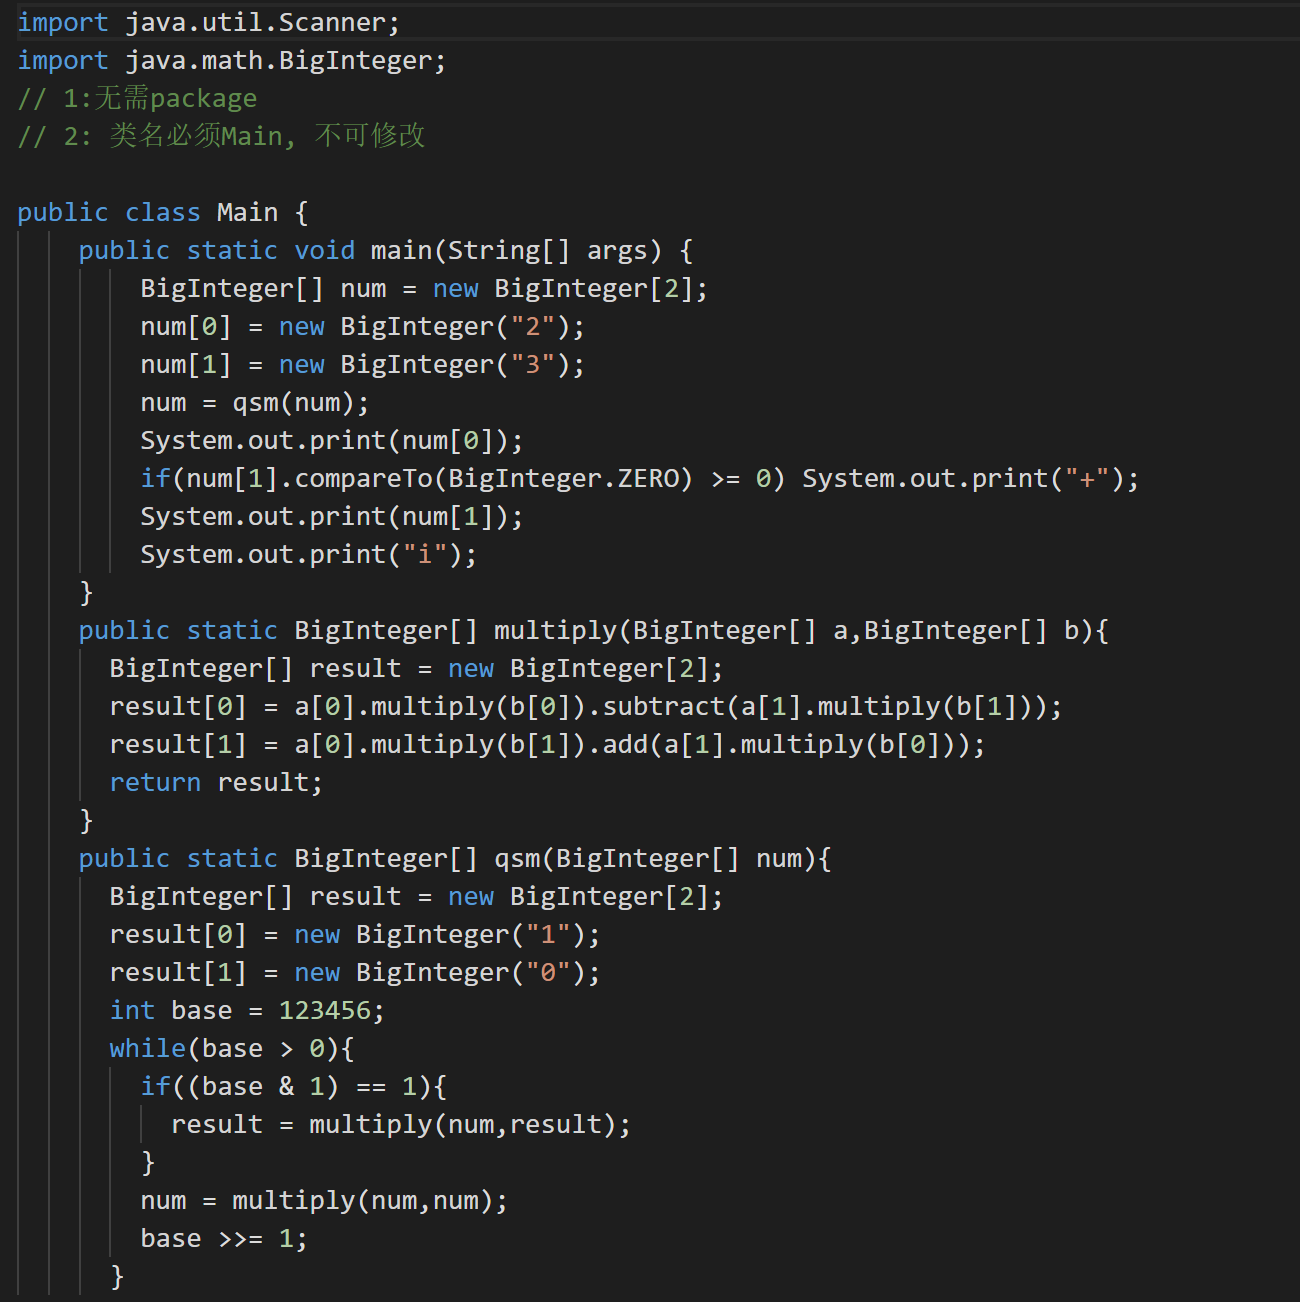 import java.util.Scanner;
import java.math.BigInteger;
// 1:无需package
// 2: 类名必须Main, 不可修改
public class Main {
public static void main(String[] args) {
BigInteger[] num = new BigInteger[2];
num[0] = new BigInteger("2");
num[1] = new BigInteger("3");
num = qsm(num);
System.out.print(num[0]);
if(num[1].compareTo(BigInteger.ZERO) >= 0) System.out.print("+");
System.out.print(num[1]);
System.out.print("i");
}
public static BigInteger[] multiply(BigInteger[] a,BigInteger[] b){
BigInteger[] result = new BigInteger[2];
result[0] = a[0].multiply(b[0]).subtract(a[1].multiply(b[1]));
result[1] = a[0].multiply(b[1]).add(a[1].multiply(b[0]));
return result;
}
public static BigInteger[] qsm(BigInteger[] num){
BigInteger[] result = new BigInteger[2];
result[0] = new BigInteger("1");
result[1] = new BigInteger("0");
int base = 123456;
while(base > 0){
if((base & 1) == 1){
result = multiply(num,result);
}
num = multiply(num,num);
base >>= 1;
}